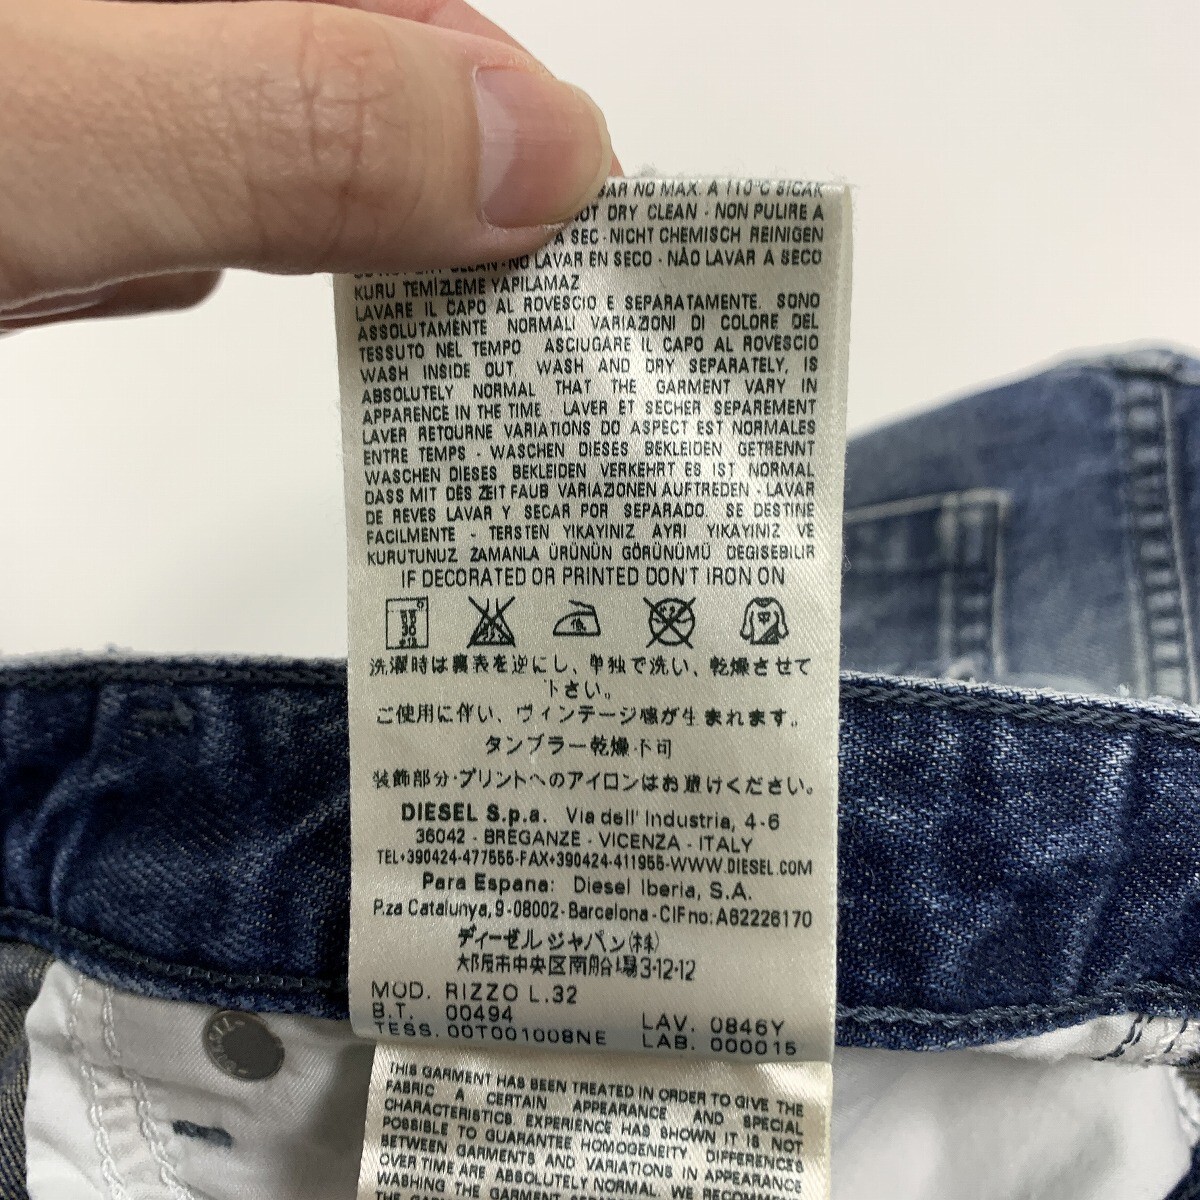 SAR NO MAX. A 110°C SICAK
NOT DRY CLEAN - NON PULIRE A
A SEC - NICHT CHEMISCH REINIGEN
CLEAN - NO LAVAR EN SECO - NÃO LAVAR A SECO
KURU TEMİZLEME YAPILAMAZ
LAVARE IL CAPO AL ROVESCIO E SEPARATAMENTE. SONO
ASSOLUTAMENTE NORMALI VARIAZIONI DI COLORE DEL
TESSUTO NEL TEMPO ASCIUGARE IL CAPO AL ROVESCIO
WASH INSIDE OUT WASH AND DRY SEPARATELY, IS
ABSOLUTELY NORMAL THAT THE GARMENT VARY IN
APPARENCE IN THE TIME - LAVER ET SECHER SEPAREMENT
LAVER RETOURNE VARIATIONS DO ASPECT EST NORMALES
ENTRE TEMPS - WASCHEN DIESES BEKLEIDEN GETRENNT
WASCHEN DIESES BEKLEIDEN VERKEHRT ES IST NORMAL
DASS MIT DES ZEIT FAUB VARIAZIONEN AUFTREDEN - LAVAR
DE REVES LAVAR Y SECAR POR SEPARADO. SE DESTINE
FACILMENTE - TERSTEN YIKAYINIZ AYRI YIKAYINIZ VE
KURUTUNUZ ZAMANLA ÜRÜNÜN GÖRÜNÜMÜ DEGISEBILIR
IF DECORATED OR PRINTED DON'T IRON ON
低
洗濯時は裏表を逆にし、単独で洗い、乾燥させて
下さい。
ご使用に伴い、ヴィンテージ感が生まれます。
タンブラー乾燥不可
装飾部分・プリントへのアイロンはお避けください。
DIESEL S.p.a. Via dell' Industria, 4-6
36042 - BREGANZE - VICENZA - ITALY
TEL+390424-477555-FAX+390424-411955-WWW.DIESEL.COM
Para Espana: Diesel Iberia, S.A.
P.za Catalunya, 9-08002-Barcelona-CIF no: A62226170
ディーゼルジャパン(株)
大阪市中央区南船場3-12-12
MOD. RIZZO L.32
B.T. 00494 LAV. 0846Y
TESS. 00T001008NE LAB. 000015
THIS GARMENT HAS BEEN TREATED IN ORDER TO GIVE THE
FABRIC A CERTAIN APPEARANCE AND SPECIAL
CHARACTERISTICS. EXPERIENCE HAS SHOWN IT IS NOT
POSSIBLE TO GUARANTEE HOMOGENEITY. DIFFERENCES
BETWEEN GARMENTS AND VARIATIONS IN APPEARANCE
OVER TIME ARE ABSOLUTELY NORMAL. WE RECOMMEND
WASHING THE GARMENT